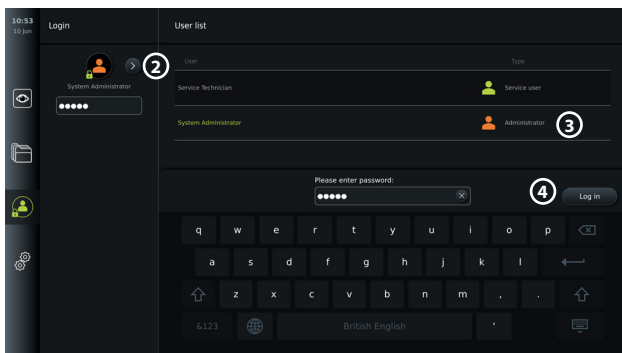 10:53
10 Jun
Login
User list
2
User
Type
System Administrator
●●●●●
Service Technician
Service user
System Administrator
Administrator
3
Please enter password:
●●●●●
4
Log in
q w e r t y u i o p
a s d f g h j k l
z x c v b n m , .
&123
British English
'